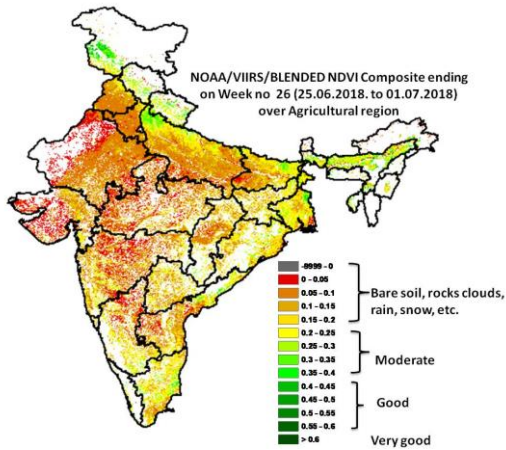 NOAA/VIIRS/BLENDED NDVI Composite ending
on Week no 26 (25.06.2018. to 01.07.2018)
over Agricultural region
-9999 - 0
0 - 0.05
0.05 - 0.1
0.1 - 0.15
0.15 - 0.2
0.2 - 0.25
0.25 - 0.3
0.3 - 0.35
0.35 - 0.4
0.4 - 0.45
0.45 - 0.5
0.5 - 0.55
0.55 - 0.6
> 0.6
Bare soil, rocks clouds,
rain, snow, etc.
Moderate
Good
Very good